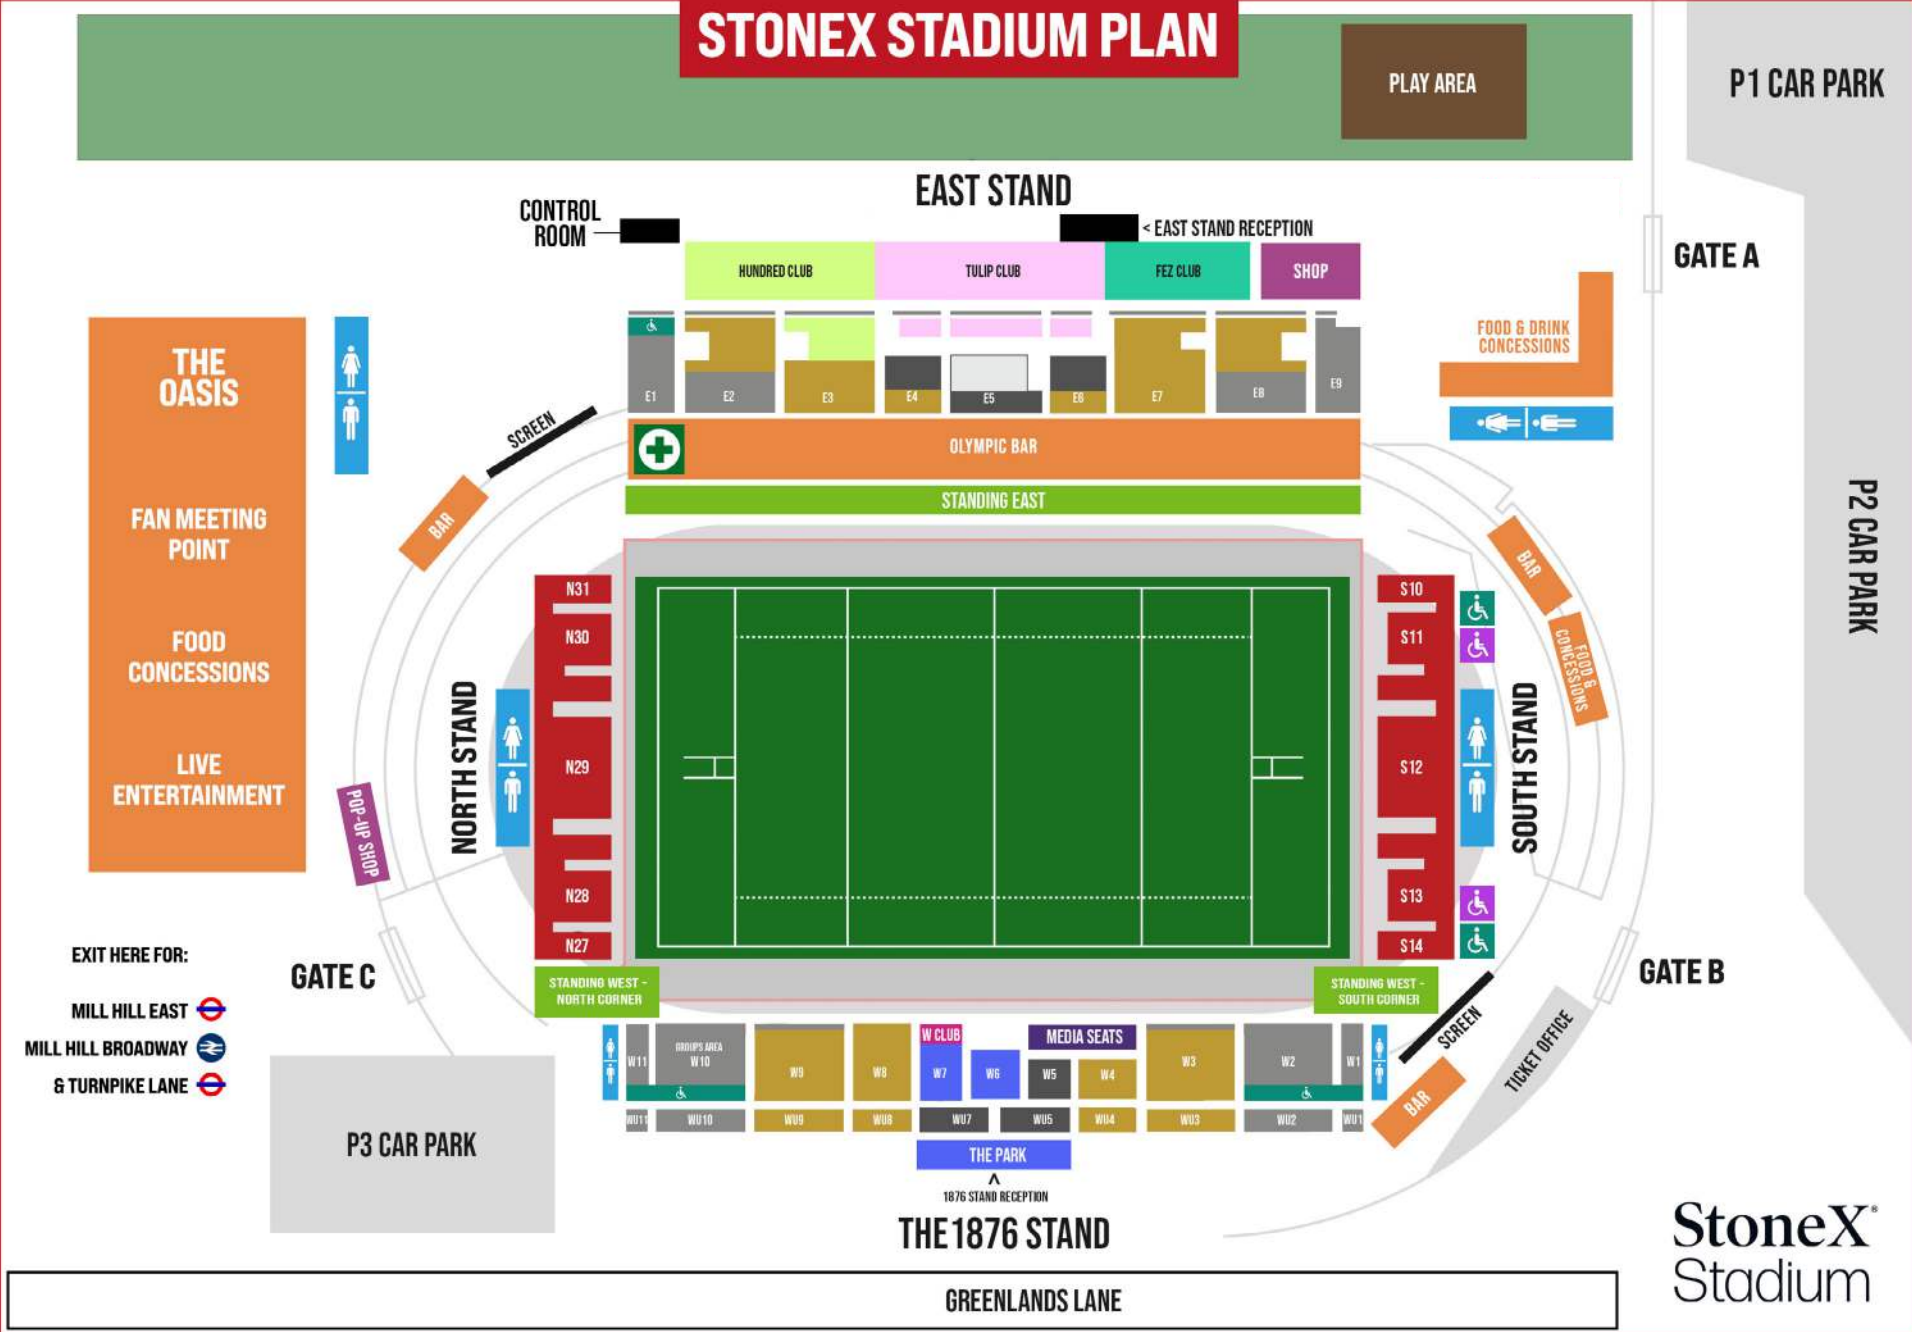 STONEX STADIUM PLAN
PLAY AREA
P1 CAR PARK
EAST STAND
CONTROL
ROOM
< EAST STAND RECEPTION
GATE A
HUNDRED CLUB
TULIP CLUB
FEZ CLUB
SHOP
FOOD & DRINK
CONCESSIONS
THE
OASIS
FAN MEETING
POINT
FOOD
CONCESSIONS
LIVE
ENTERTAINMENT
E1
E2
E3
E4
E5
E6
E7
E8
E9
SCREEN
BAR
OLYMPIC BAR
STANDING EAST
BAR
FOOD &
CONCESSIONS
P2 CAR PARK
N31
N30
N29
N28
N27
S10
S11
S12
S13
S14
NORTH STAND
SOUTH STAND
POP-UP SHOP
EXIT HERE FOR:
MILL HILL EAST
MILL HILL BROADWAY
& TURNPIKE LANE
GATE C
GATE B
STANDING WEST -
NORTH CORNER
STANDING WEST -
SOUTH CORNER
SCREEN
TICKET OFFICE
BAR
W11
GROUPS AREA
W10
W9
W8
W CLUB
W7
W6
MEDIA SEATS
W5
W4
W3
W2
W1
WU11
WU10
WU9
WU8
WU7
WU5
WU4
WU3
WU2
WU1
P3 CAR PARK
THE PARK
^
1876 STAND RECEPTION
THE 1876 STAND
GREENLANDS LANE
StoneX®
Stadium